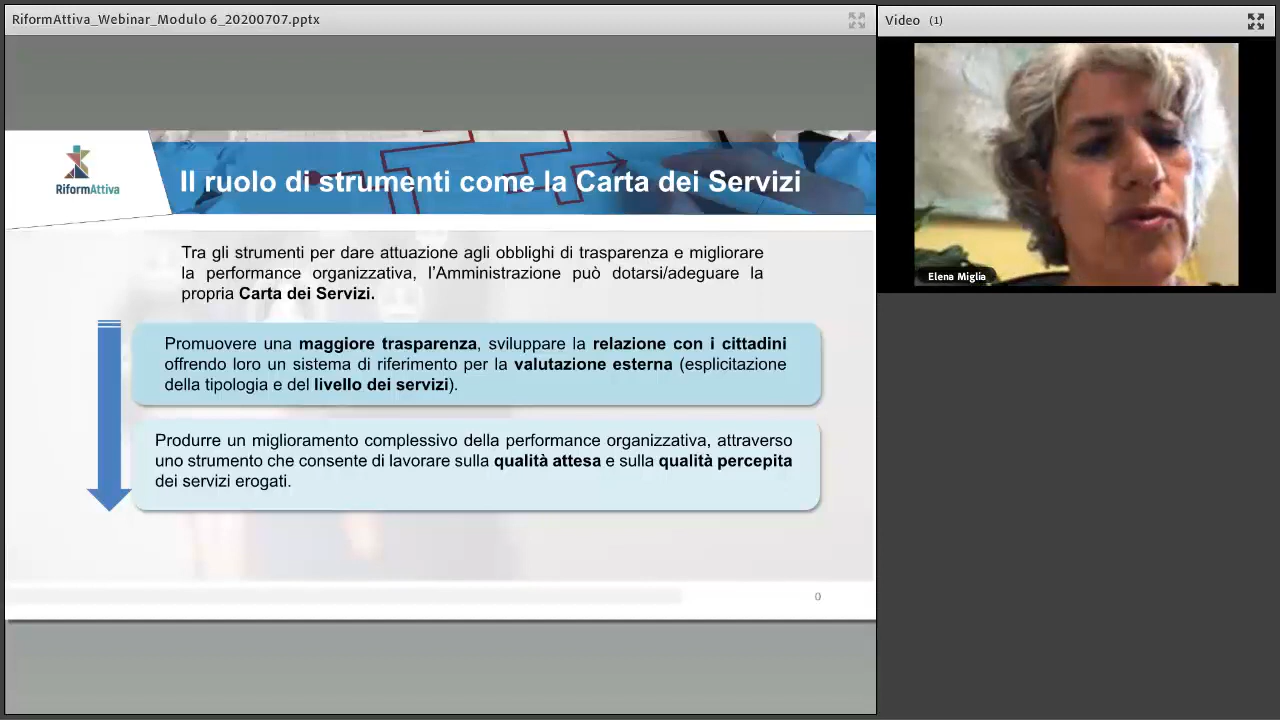 RiformAttiva_Webinar_Modulo 6_20200707.pptx
Video (1)
RiformAttiva
Il ruolo di strumenti come la Carta dei Servizi
Tra gli strumenti per dare attuazione agli obblighi di trasparenza e migliorare
la performance organizzativa, l'Amministrazione può dotarsi/adeguare la
propria Carta dei Servizi.
Promuovere una maggiore trasparenza, sviluppare la relazione con i cittadini
offrendo loro un sistema di riferimento per la valutazione esterna (esplicitazione
della tipologia e del livello dei servizi).
Produrre un miglioramento complessivo della performance organizzativa, attraverso
uno strumento che consente di lavorare sulla qualità attesa e sulla qualità percepita
dei servizi erogati.
0
Elena Miglia